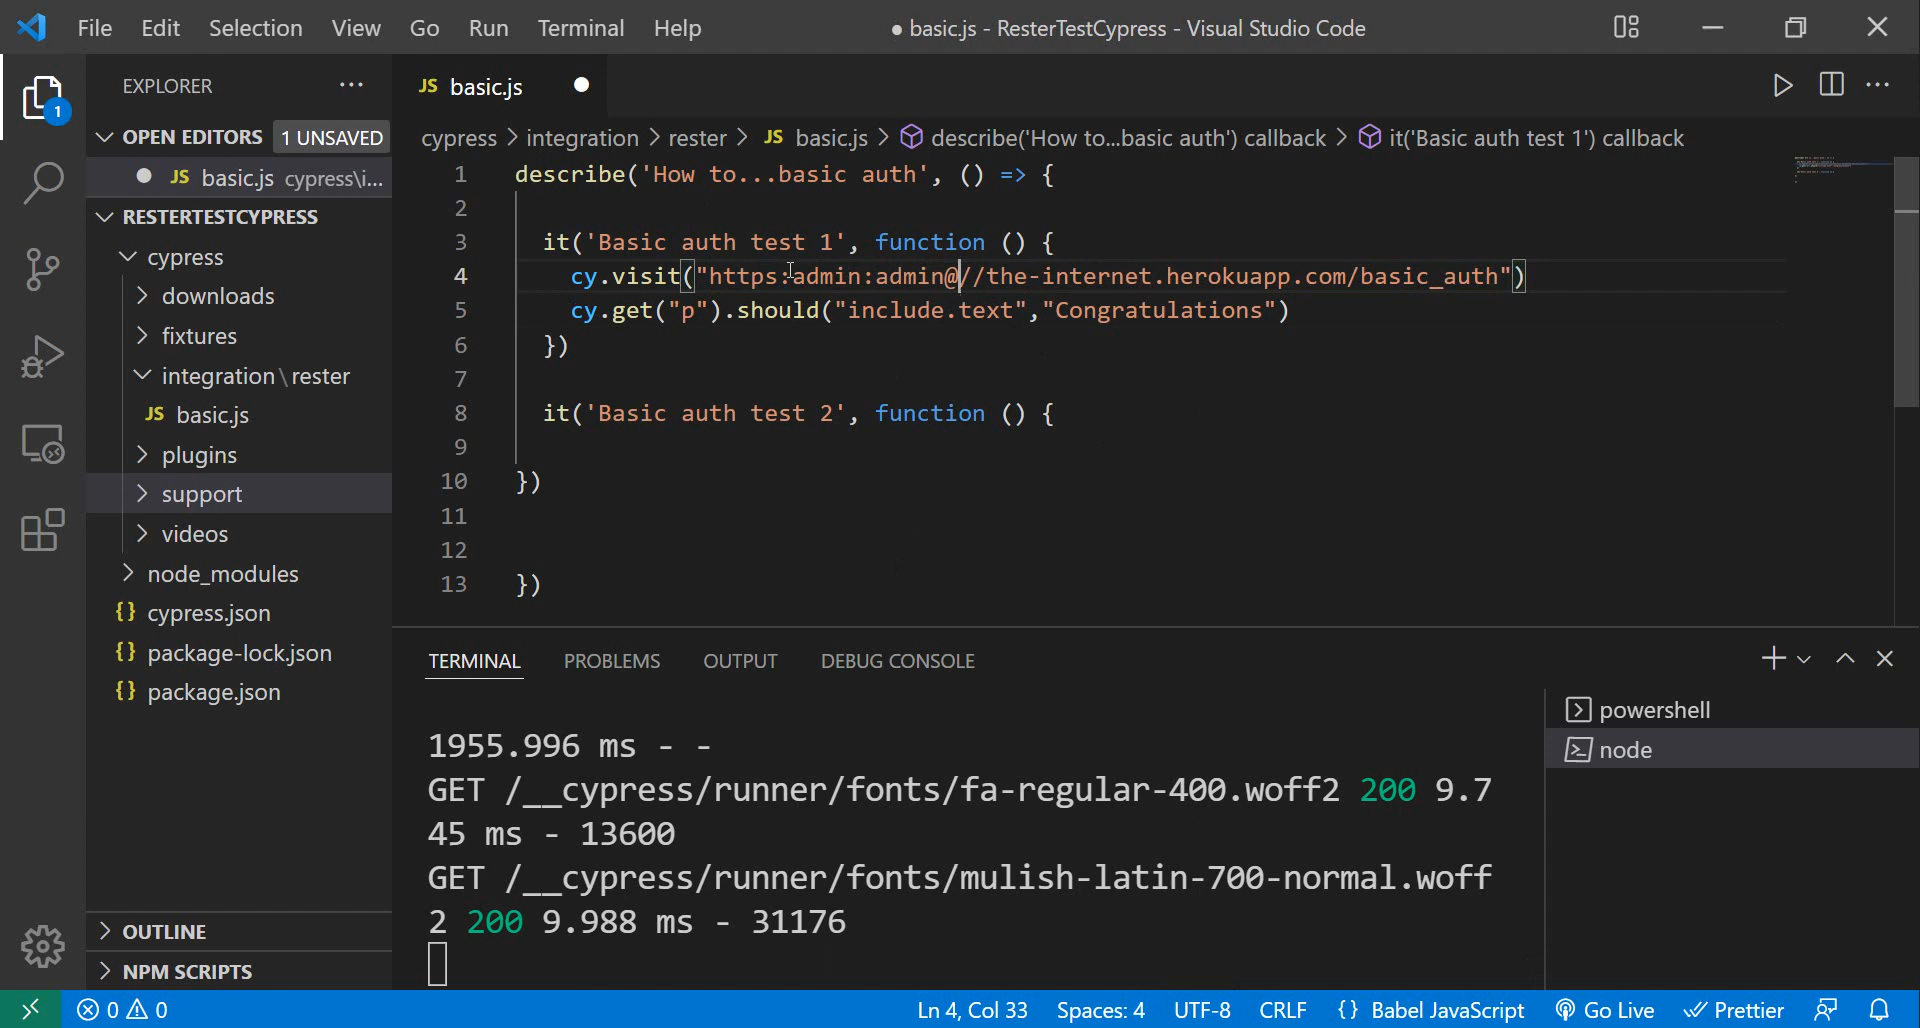 File Edit Selection View Go Run Terminal Help
● basic.js - ResterTestCypress - Visual Studio Code
EXPLORER ...
JS basic.js ●
OPEN EDITORS 1 UNSAVED
● JS basic.js cypress\i...
RESTERTESTCYPRESS
cypress
downloads
fixtures
integration\rester
JS basic.js
plugins
support
videos
node_modules
{} cypress.json
{} package-lock.json
{} package.json
OUTLINE
NPM SCRIPTS
1
cypress > integration > rester > JS basic.js > describe('How to...basic auth') callback > it('Basic auth test 1') callback
1 describe('How to...basic auth', () => {
2
3 it('Basic auth test 1', function () {
4 cy.visit("https:admin:admin@//the-internet.herokuapp.com/basic_auth")
5 cy.get("p").should("include.text","Congratulations")
6 })
7
8 it('Basic auth test 2', function () {
9
10 })
11
12
13 })
TERMINAL PROBLEMS OUTPUT DEBUG CONSOLE
1955.996 ms - -
GET /__cypress/runner/fonts/fa-regular-400.woff2 200 9.7
45 ms - 13600
GET /__cypress/runner/fonts/mulish-latin-700-normal.woff
2 200 9.988 ms - 31176
powershell
node
0 0
Ln 4, Col 33 Spaces: 4 UTF-8 CRLF {} Babel JavaScript Go Live Prettier